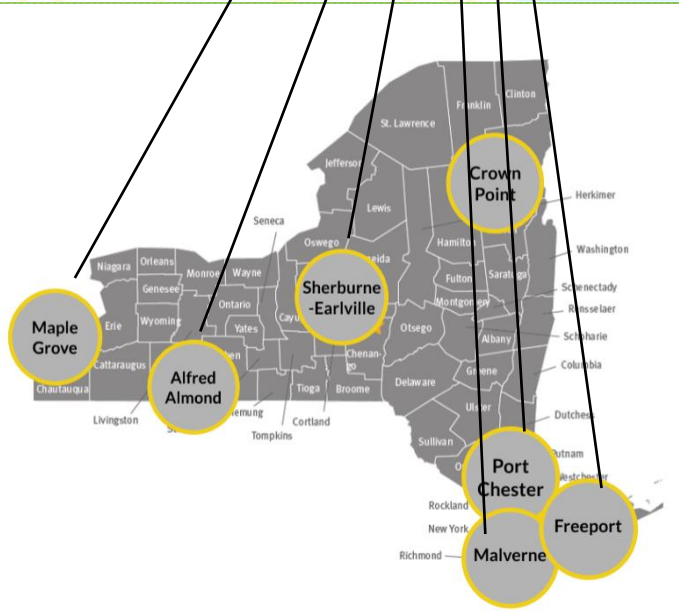 Clinton
Franklin
St. Lawrence
Jefferson
Crown
Point
Herkimer
Lewis
Seneca
Oswego
Hamilton
Washington
Niagara
Orleans
Monroe
Wayne
Sherburne
-Earlville
Fulton
Saratoga
Genesee
Schenectady
Ontario
Montgomery
Rensselaer
Maple
Grove
Erie
Wyoming
Yates
Otsego
Schoharie
Albany
Cattaraugus
Alfred
Almond
Chenan-
go
Columbia
Greene
Chautauqua
Tioga
Broome
Delaware
Ulster
Livingston
Cortland
Dutchess
Tompkins
Sullivan
Port
Chester
Putnam
Westchester
Rockland
New York
Freeport
Richmond
Malverne